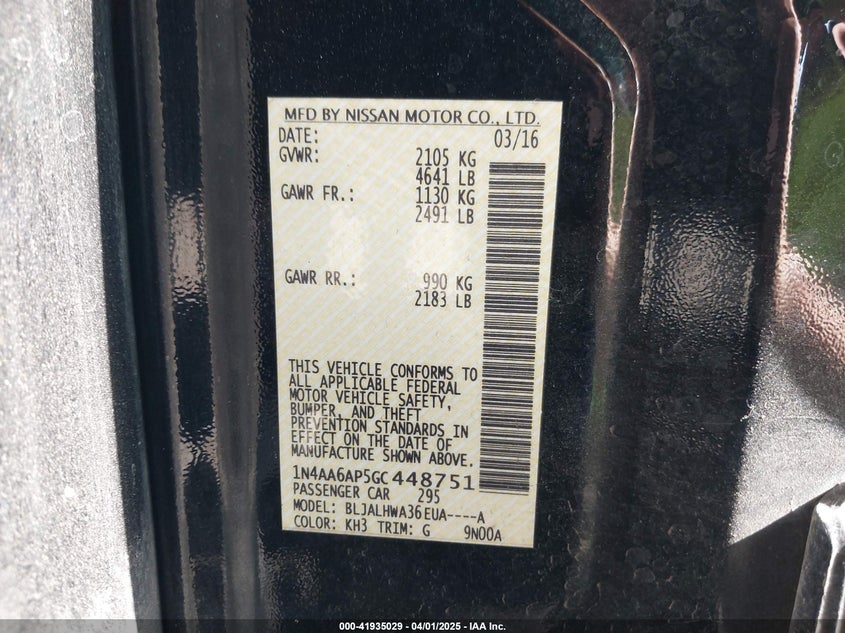 MFD BY NISSAN MOTOR CO., LTD.
DATE: 03/16
GVWR: 2105 KG
4641 LB
GAWR FR.: 1130 KG
2491 LB
GAWR RR.: 990 KG
2183 LB
THIS VEHICLE CONFORMS TO
ALL APPLICABLE FEDERAL
MOTOR VEHICLE SAFETY,
BUMPER, AND THEFT
PREVENTION STANDARDS IN
EFFECT ON THE DATE OF
MANUFACTURE SHOWN ABOVE.
1N4AA6AP5GC448751
PASSENGER CAR 295
MODEL: BLJALHWA36EUA----A
COLOR: KH3 TRIM: G 9N00A
000-41935029 - 04/01/2025 - IAA Inc.